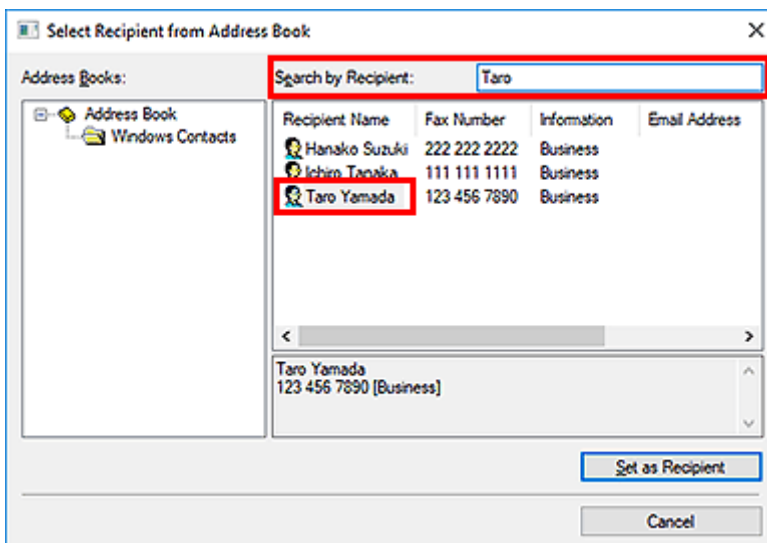 Select Recipient from Address Book
Address Books:
Search by Recipient: Taro
Address Book
Windows Contacts
Recipient Name Fax Number Information Email Address
Hanako Suzuki 222 222 2222 Business
Ichiro Tanaka 111 111 1111 Business
Taro Yamada 123 456 7890 Business
Taro Yamada
123 456 7890 [Business]
Set as Recipient
Cancel